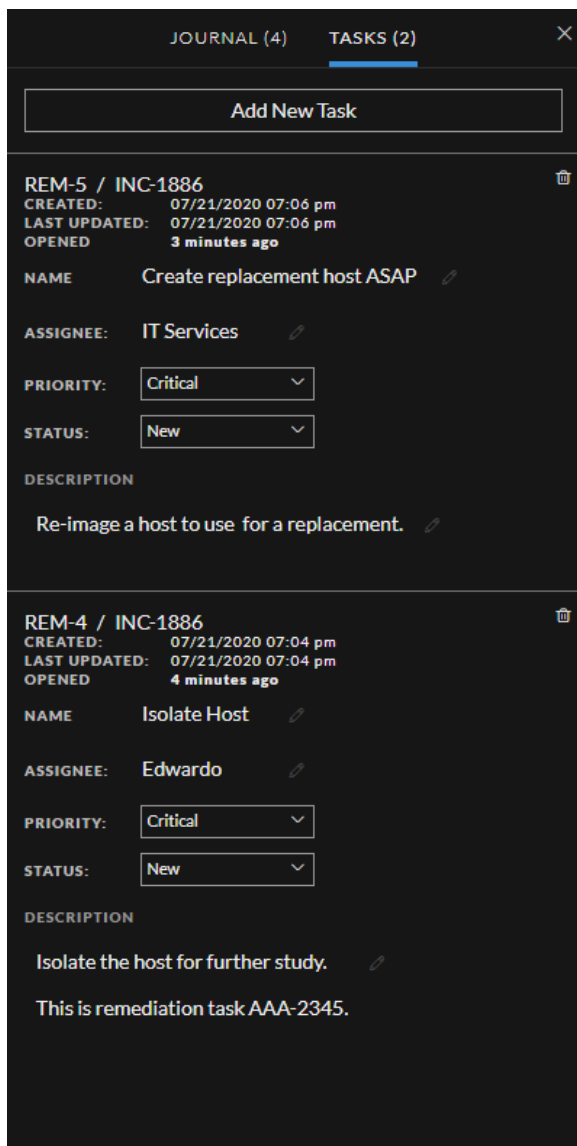 JOURNAL (4) TASKS (2)
Add New Task
REM-5 / INC-1886
CREATED: 07/21/2020 07:06 pm
LAST UPDATED: 07/21/2020 07:06 pm
OPENED 3 minutes ago
NAME Create replacement host ASAP
ASSIGNEE: IT Services
PRIORITY: Critical
STATUS: New
DESCRIPTION
Re-image a host to use for a replacement.
REM-4 / INC-1886
CREATED: 07/21/2020 07:04 pm
LAST UPDATED: 07/21/2020 07:04 pm
OPENED 4 minutes ago
NAME Isolate Host
ASSIGNEE: Edwardo
PRIORITY: Critical
STATUS: New
DESCRIPTION
Isolate the host for further study.
This is remediation task AAA-2345.